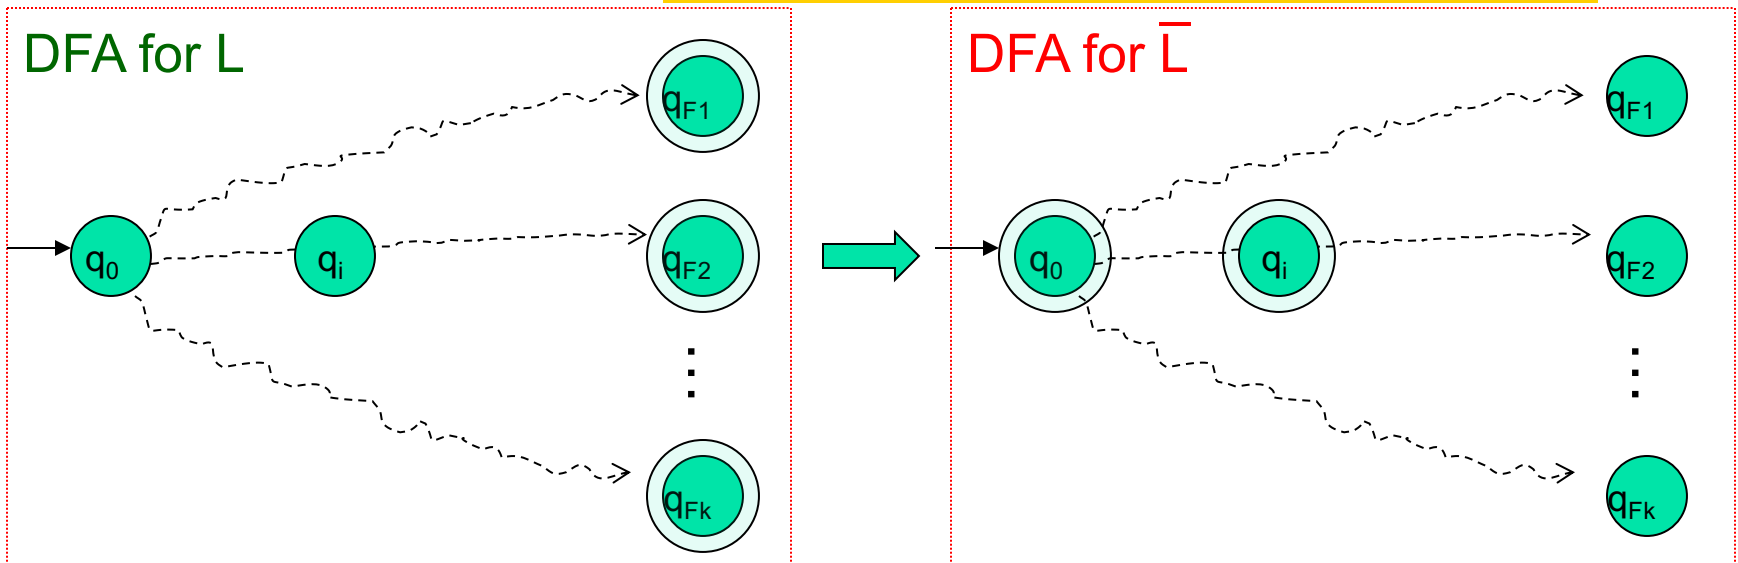 DFA for L
qF1
q0
qi
qF2
⋮
qFk
DFA for L̅
qF1
q0
qi
qF2
⋮
qFk